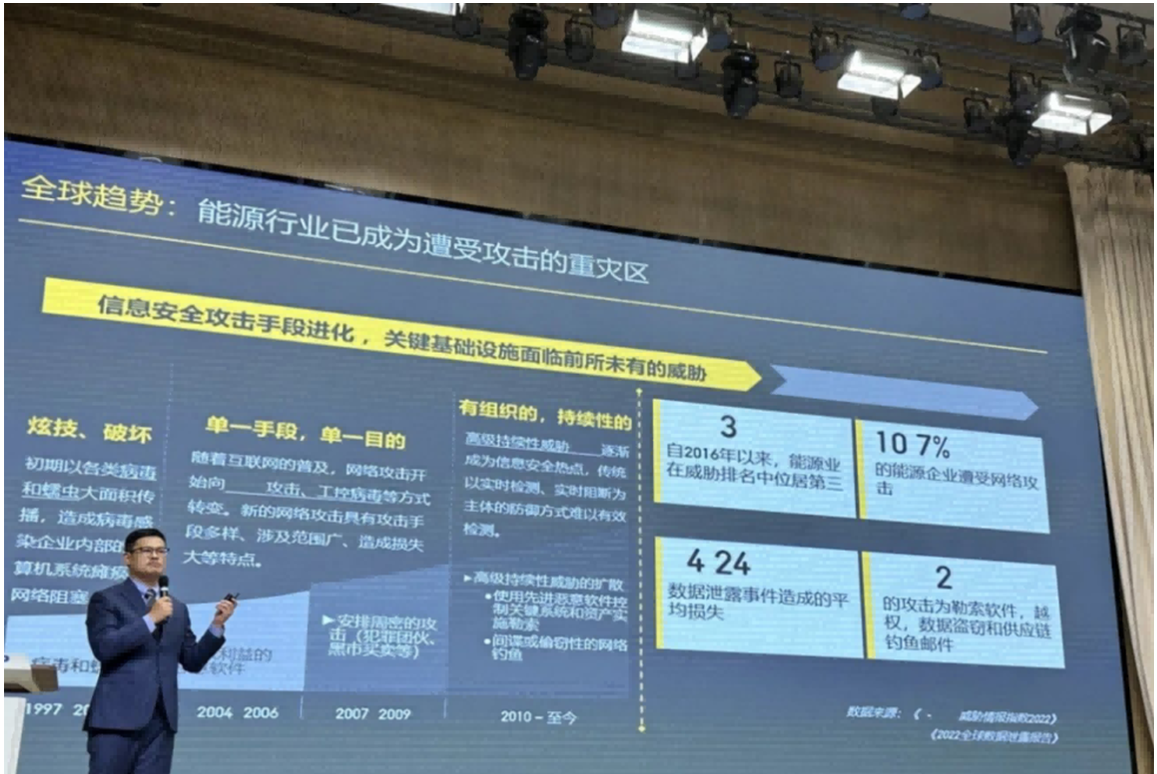 全球趋势：能源行业已成为遭受攻击的重灾区
信息安全攻击手段进化，关键基础设施面临前所未有的威胁
炫技、破坏
初期以各类病毒
和蠕虫大面积传
播，造成病毒感
染企业内部的
算机系统瘫痪
网络阻塞
病毒和
1997
单一手段，单一目的
随着互联网的普及，网络攻击开
始向 攻击、工控病毒等方式
转变。新的网络攻击具有攻击手
段多样、涉及范围广、造成损失
大等特点。
利益的
软件
2004 2006
▸安排周密的攻
击（犯罪团伙、
黑市买卖等）
2007 2009
有组织的，持续性的
高级持续性威胁 逐渐
成为信息安全热点，传统
以实时检测、实时阻断为
主体的防御方式难以有效
检测。
▸高级持续性威胁的扩散
•使用先进恶意软件控
制关键系统和资产实
施勒索
•间谍或偷窃性的网络
钓鱼
2010 – 至今
3
自2016年以来，能源业
在威胁排名中位居第三
10 7%
的能源企业遭受网络攻
击
4 24
数据泄露事件造成的平
均损失
2
的攻击为勒索软件，越
权，数据盗窃和供应链
钓鱼邮件
数据来源：《 - 威胁情报指数2022》
《2022全球数据泄露报告》